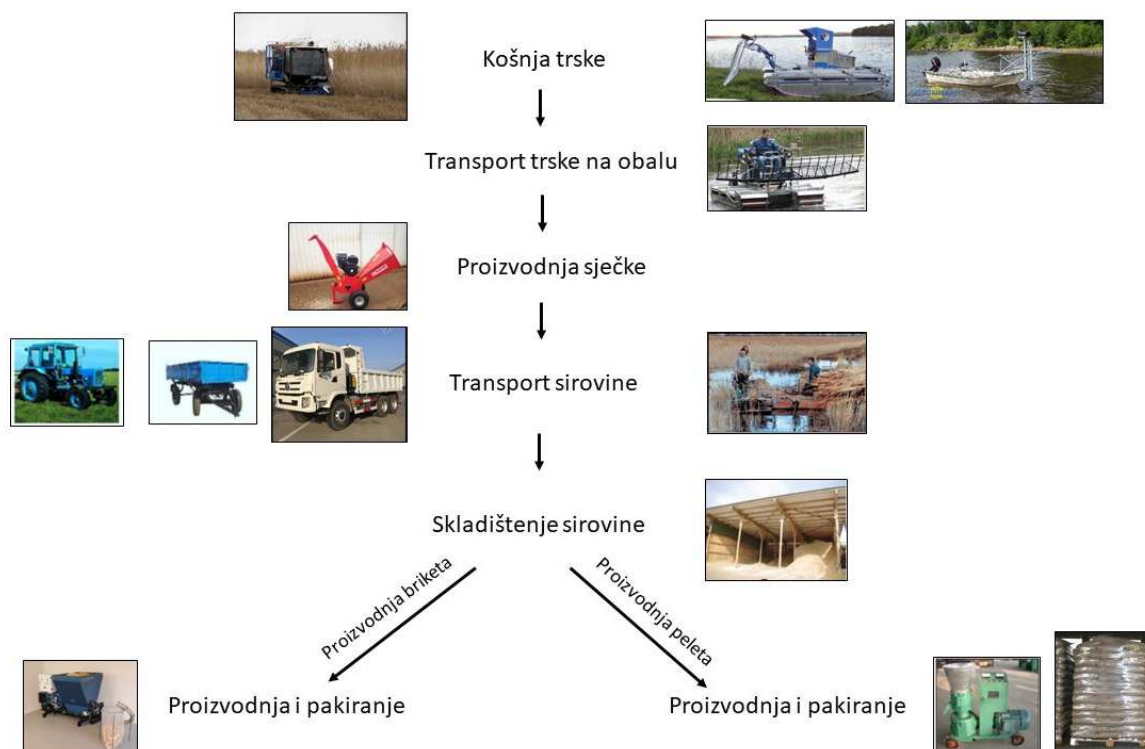 Košnja trske
Transport trske na obalu
Proizvodnja sječke
Transport sirovine
Skladištenje sirovine
Proizvodnja briketa
Proizvodnja peleta
Proizvodnja i pakiranje
Proizvodnja i pakiranje